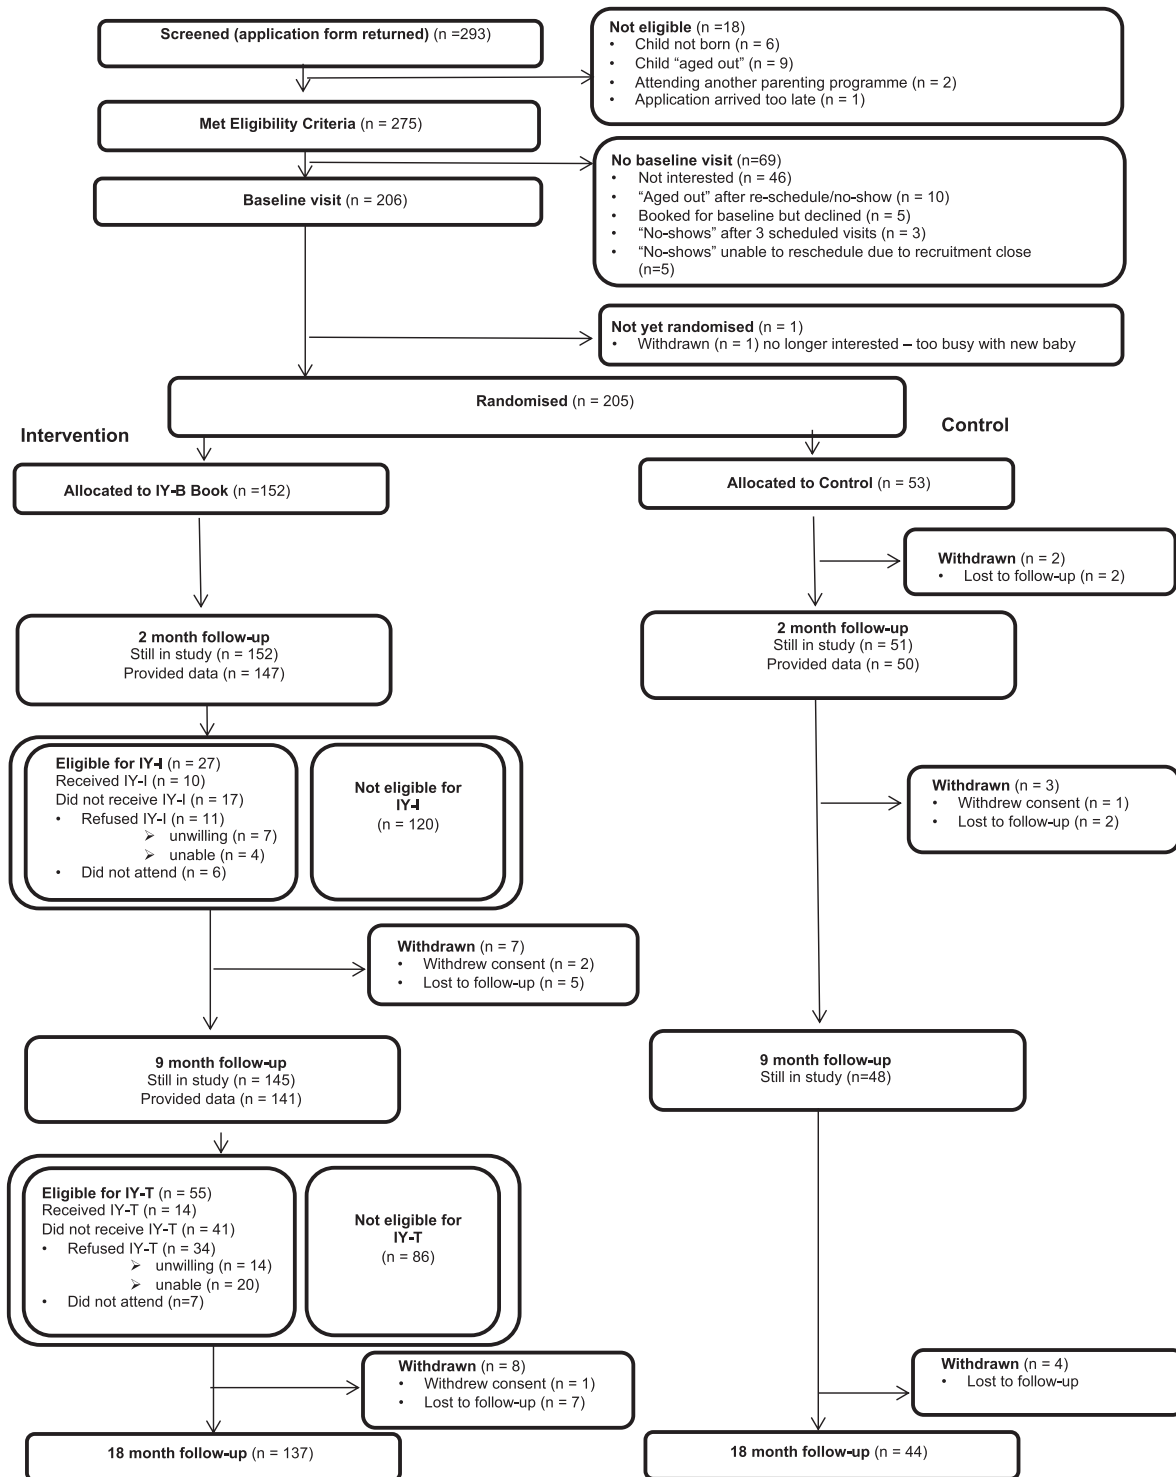 Screened (application form returned) (n =293)
Not eligible (n =18)
• Child not born (n = 6)
• Child “aged out” (n = 9)
• Attending another parenting programme (n = 2)
• Application arrived too late (n = 1)
Met Eligibility Criteria (n = 275)
No baseline visit (n=69)
• Not interested (n = 46)
• “Aged out” after re-schedule/no-show (n = 10)
• Booked for baseline but declined (n = 5)
• “No-shows” after 3 scheduled visits (n = 3)
• “No-shows” unable to reschedule due to recruitment close
(n=5)
Baseline visit (n = 206)
Not yet randomised (n = 1)
• Withdrawn (n = 1) no longer interested – too busy with new baby
Randomised (n = 205)
Intervention
Control
Allocated to IY-B Book (n =152)
Allocated to Control (n = 53)
Withdrawn (n = 2)
• Lost to follow-up (n = 2)
2 month follow-up
Still in study (n = 152)
Provided data (n = 147)
2 month follow-up
Still in study (n = 51)
Provided data (n = 50)
Eligible for IY-I (n = 27)
Received IY-I (n = 10)
Did not receive IY-I (n = 17)
• Refused IY-I (n = 11)
➢ unwilling (n = 7)
➢ unable (n = 4)
• Did not attend (n = 6)
Not eligible for
IY-I
(n = 120)
Withdrawn (n = 3)
• Withdrew consent (n = 1)
• Lost to follow-up (n = 2)
Withdrawn (n = 7)
• Withdrew consent (n = 2)
• Lost to follow-up (n = 5)
9 month follow-up
Still in study (n = 145)
Provided data (n = 141)
9 month follow-up
Still in study (n=48)
Eligible for IY-T (n = 55)
Received IY-T (n = 14)
Did not receive IY-T (n = 41)
• Refused IY-T (n = 34)
➢ unwilling (n = 14)
➢ unable (n = 20)
• Did not attend (n=7)
Not eligible for
IY-T
(n = 86)
Withdrawn (n = 8)
• Withdrew consent (n = 1)
• Lost to follow-up (n = 7)
Withdrawn (n = 4)
• Lost to follow-up
18 month follow-up (n = 137)
18 month follow-up (n = 44)